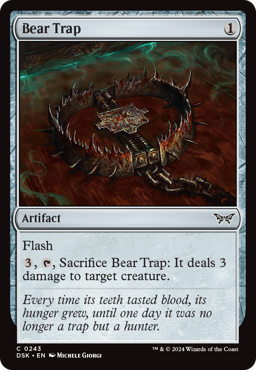 Bear Trap 1
Artifact
Flash
3, , Sacrifice Bear Trap: It deals 3
damage to target creature.
Every time its teeth tasted blood, its
hunger grew, until one day it was no
longer a trap but a hunter.
C 0243
DSK • EN MICHELE GIORGI ™ & © 2024 Wizards of the Coast